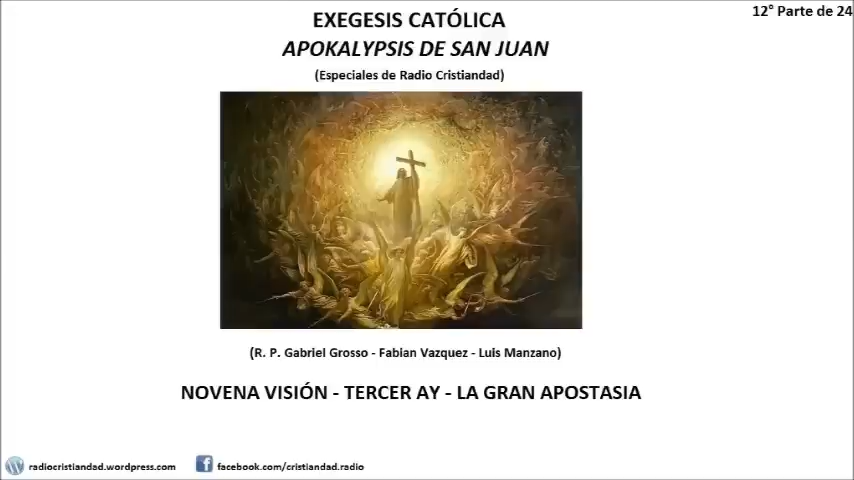 12° Parte de 24
EXEGESIS CATÓLICA
APOKALYPSIS DE SAN JUAN
(Especiales de Radio Cristiandad)
(R. P. Gabriel Grosso - Fabian Vazquez - Luis Manzano)
NOVENA VISIÓN - TERCER AY - LA GRAN APOSTASIA
radiocristiandad.wordpress.com
facebook.com/cristiandad.radio